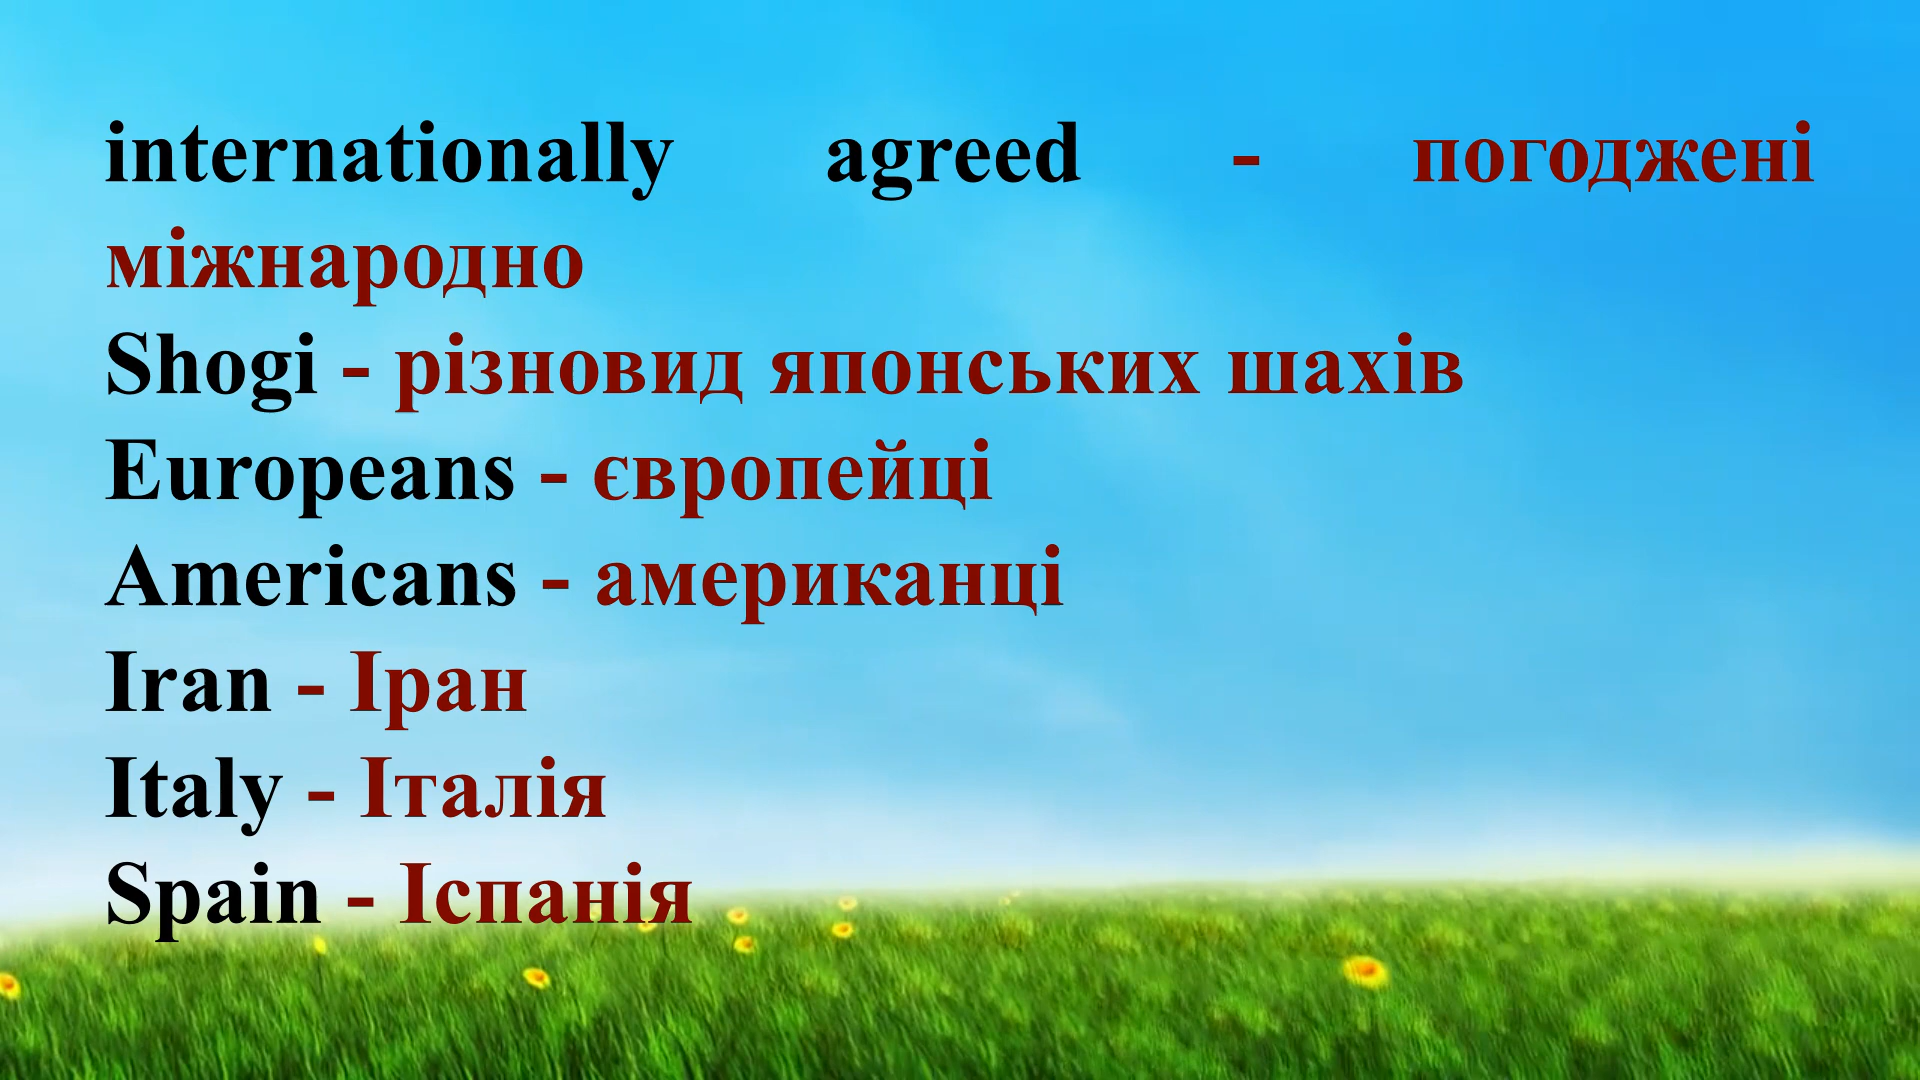 internationally agreed - погоджені
міжнародно
Shogi - різновид японських шахів
Europeans - європейці
Americans - американці
Iran - Іран
Italy - Італія
Spain - Іспанія